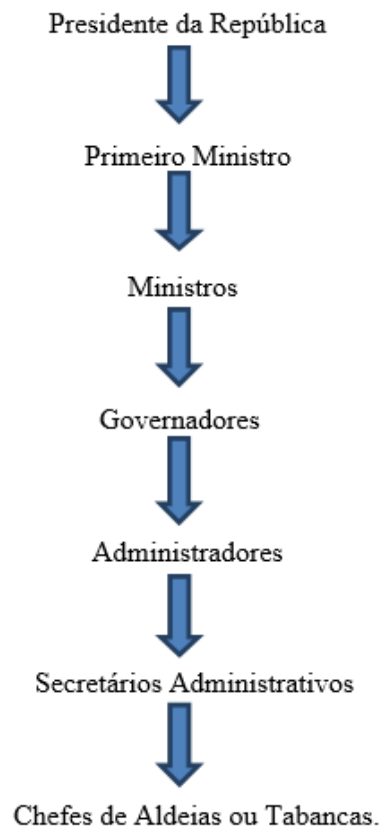 Presidente da República
Primeiro Ministro
Ministros
Governadores
Administradores
Secretários Administrativos
Chefes de Aldeias ou Tabancas.